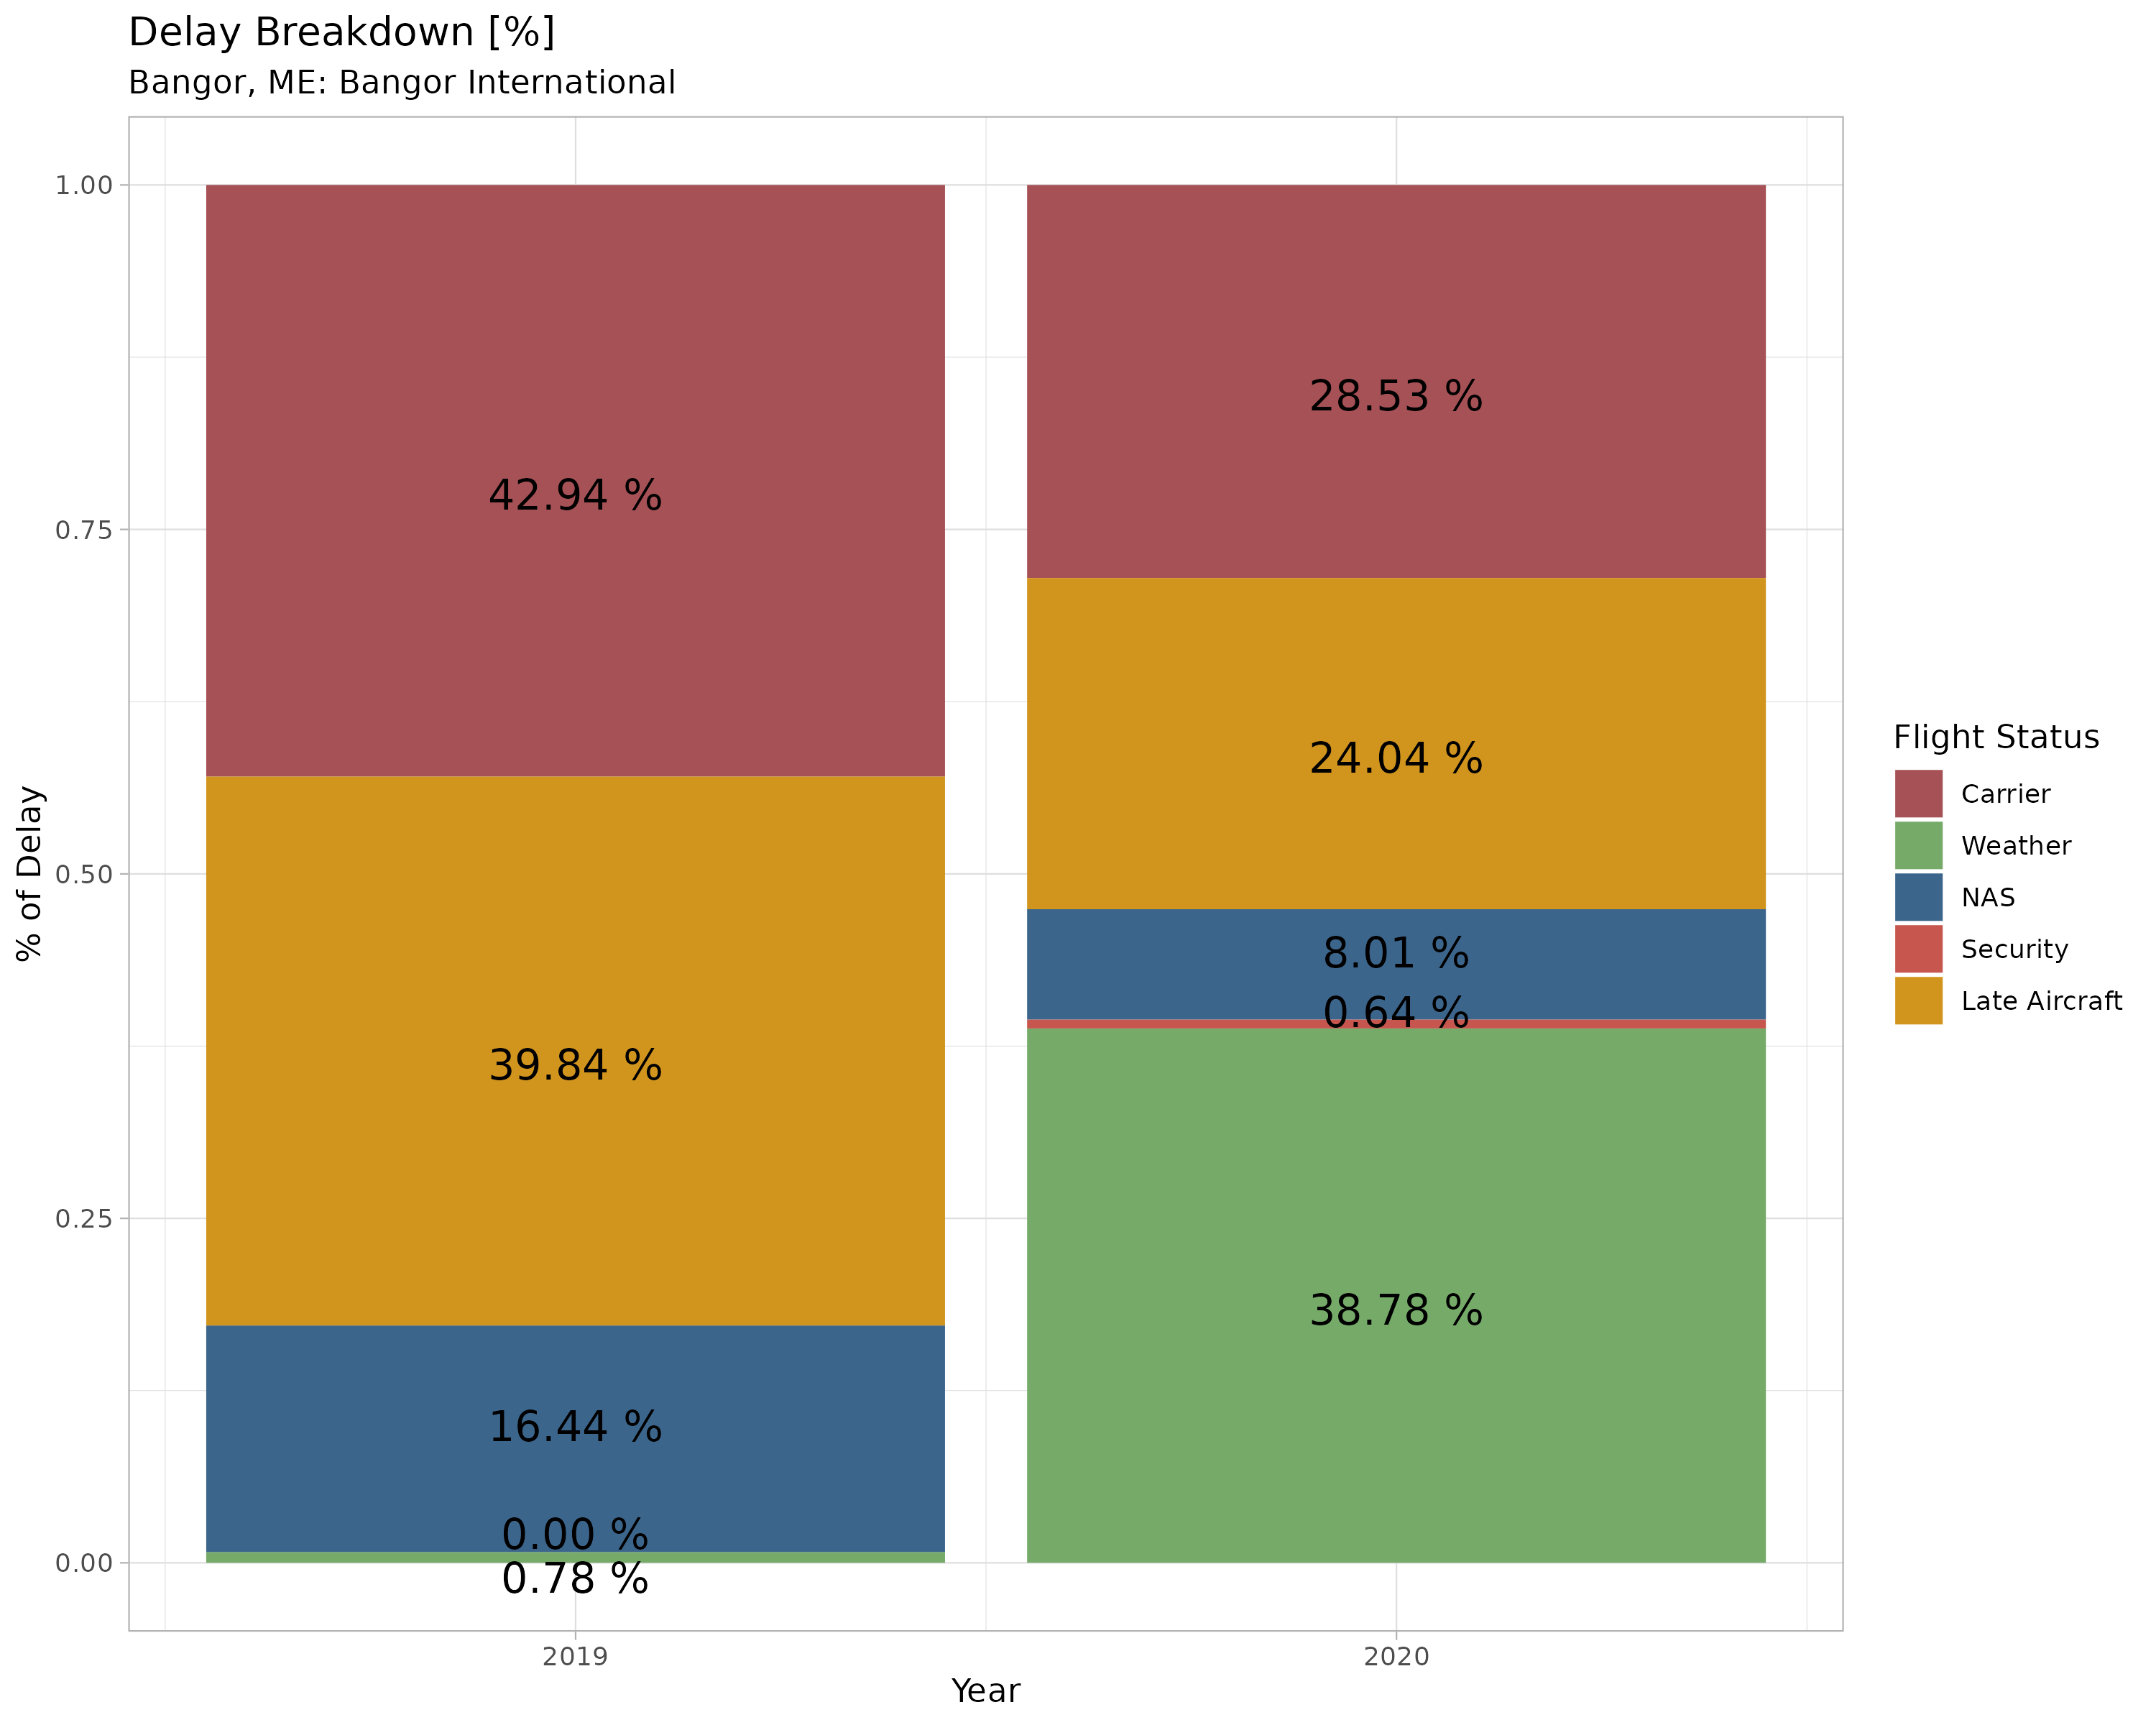 Delay Breakdown [%]
Bangor, ME: Bangor International
1.00
0.75
0.50
0.25
0.00
% of Delay
42.94 %
39.84 %
16.44 %
0.00 %
0.78 %
28.53 %
24.04 %
8.01 %
0.64 %
38.78 %
2019
2020
Year
Flight Status
Carrier
Weather
NAS
Security
Late Aircraft